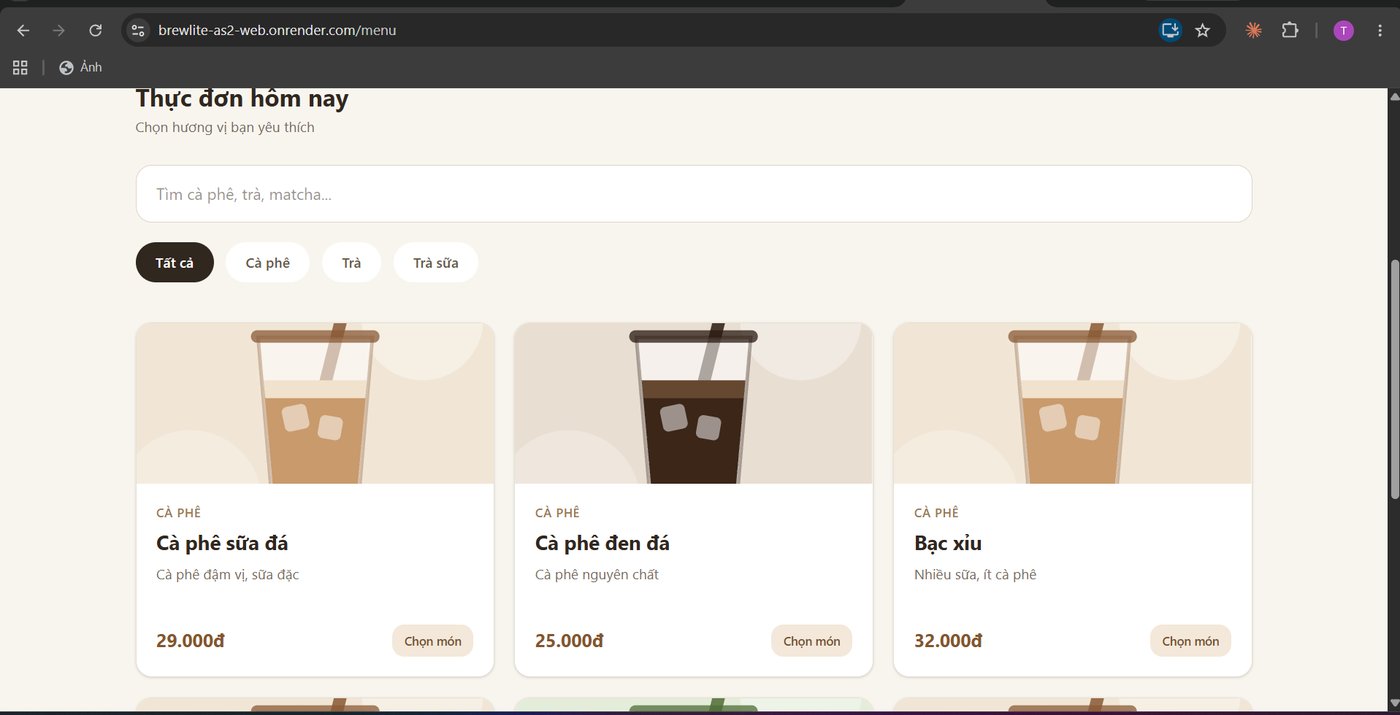 brewlite-as2-web.onrender.com/menu
T
Ảnh
Thực đơn hôm nay
Chọn hương vị bạn yêu thích
Tìm cà phê, trà, matcha...
Tất cả
Cà phê
Trà
Trà sữa
CÀ PHÊ
Cà phê sữa đá
Cà phê đậm vị, sữa đặc
29.000đ
Chọn món
CÀ PHÊ
Cà phê đen đá
Cà phê nguyên chất
25.000đ
Chọn món
CÀ PHÊ
Bạc xỉu
Nhiều sữa, ít cà phê
32.000đ
Chọn món